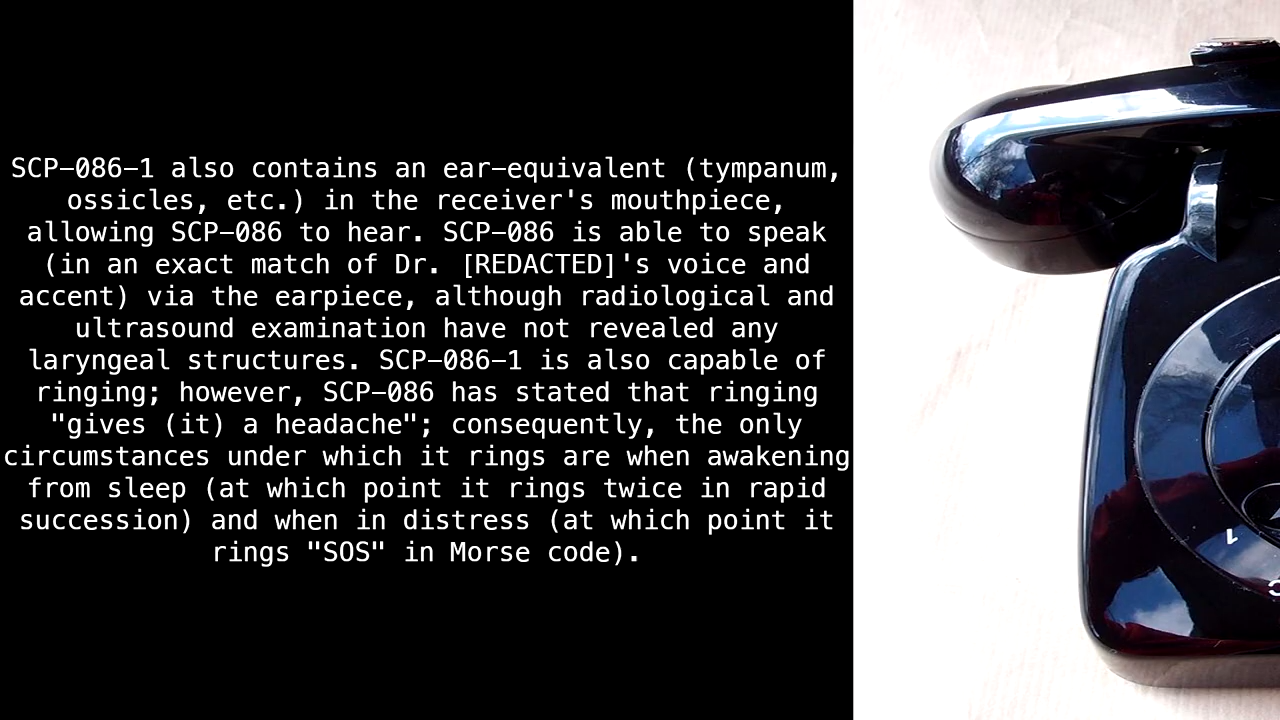 SCP-086-1 also contains an ear-equivalent (tympanum,
ossicles, etc.) in the receiver's mouthpiece,
allowing SCP-086 to hear. SCP-086 is able to speak
(in an exact match of Dr. [REDACTED]'s voice and
accent) via the earpiece, although radiological and
ultrasound examination have not revealed any
laryngeal structures. SCP-086-1 is also capable of
ringing; however, SCP-086 has stated that ringing
"gives (it) a headache"; consequently, the only
circumstances under which it rings are when awakening
from sleep (at which point it rings twice in rapid
succession) and when in distress (at which point it
rings "SOS" in Morse code).
1